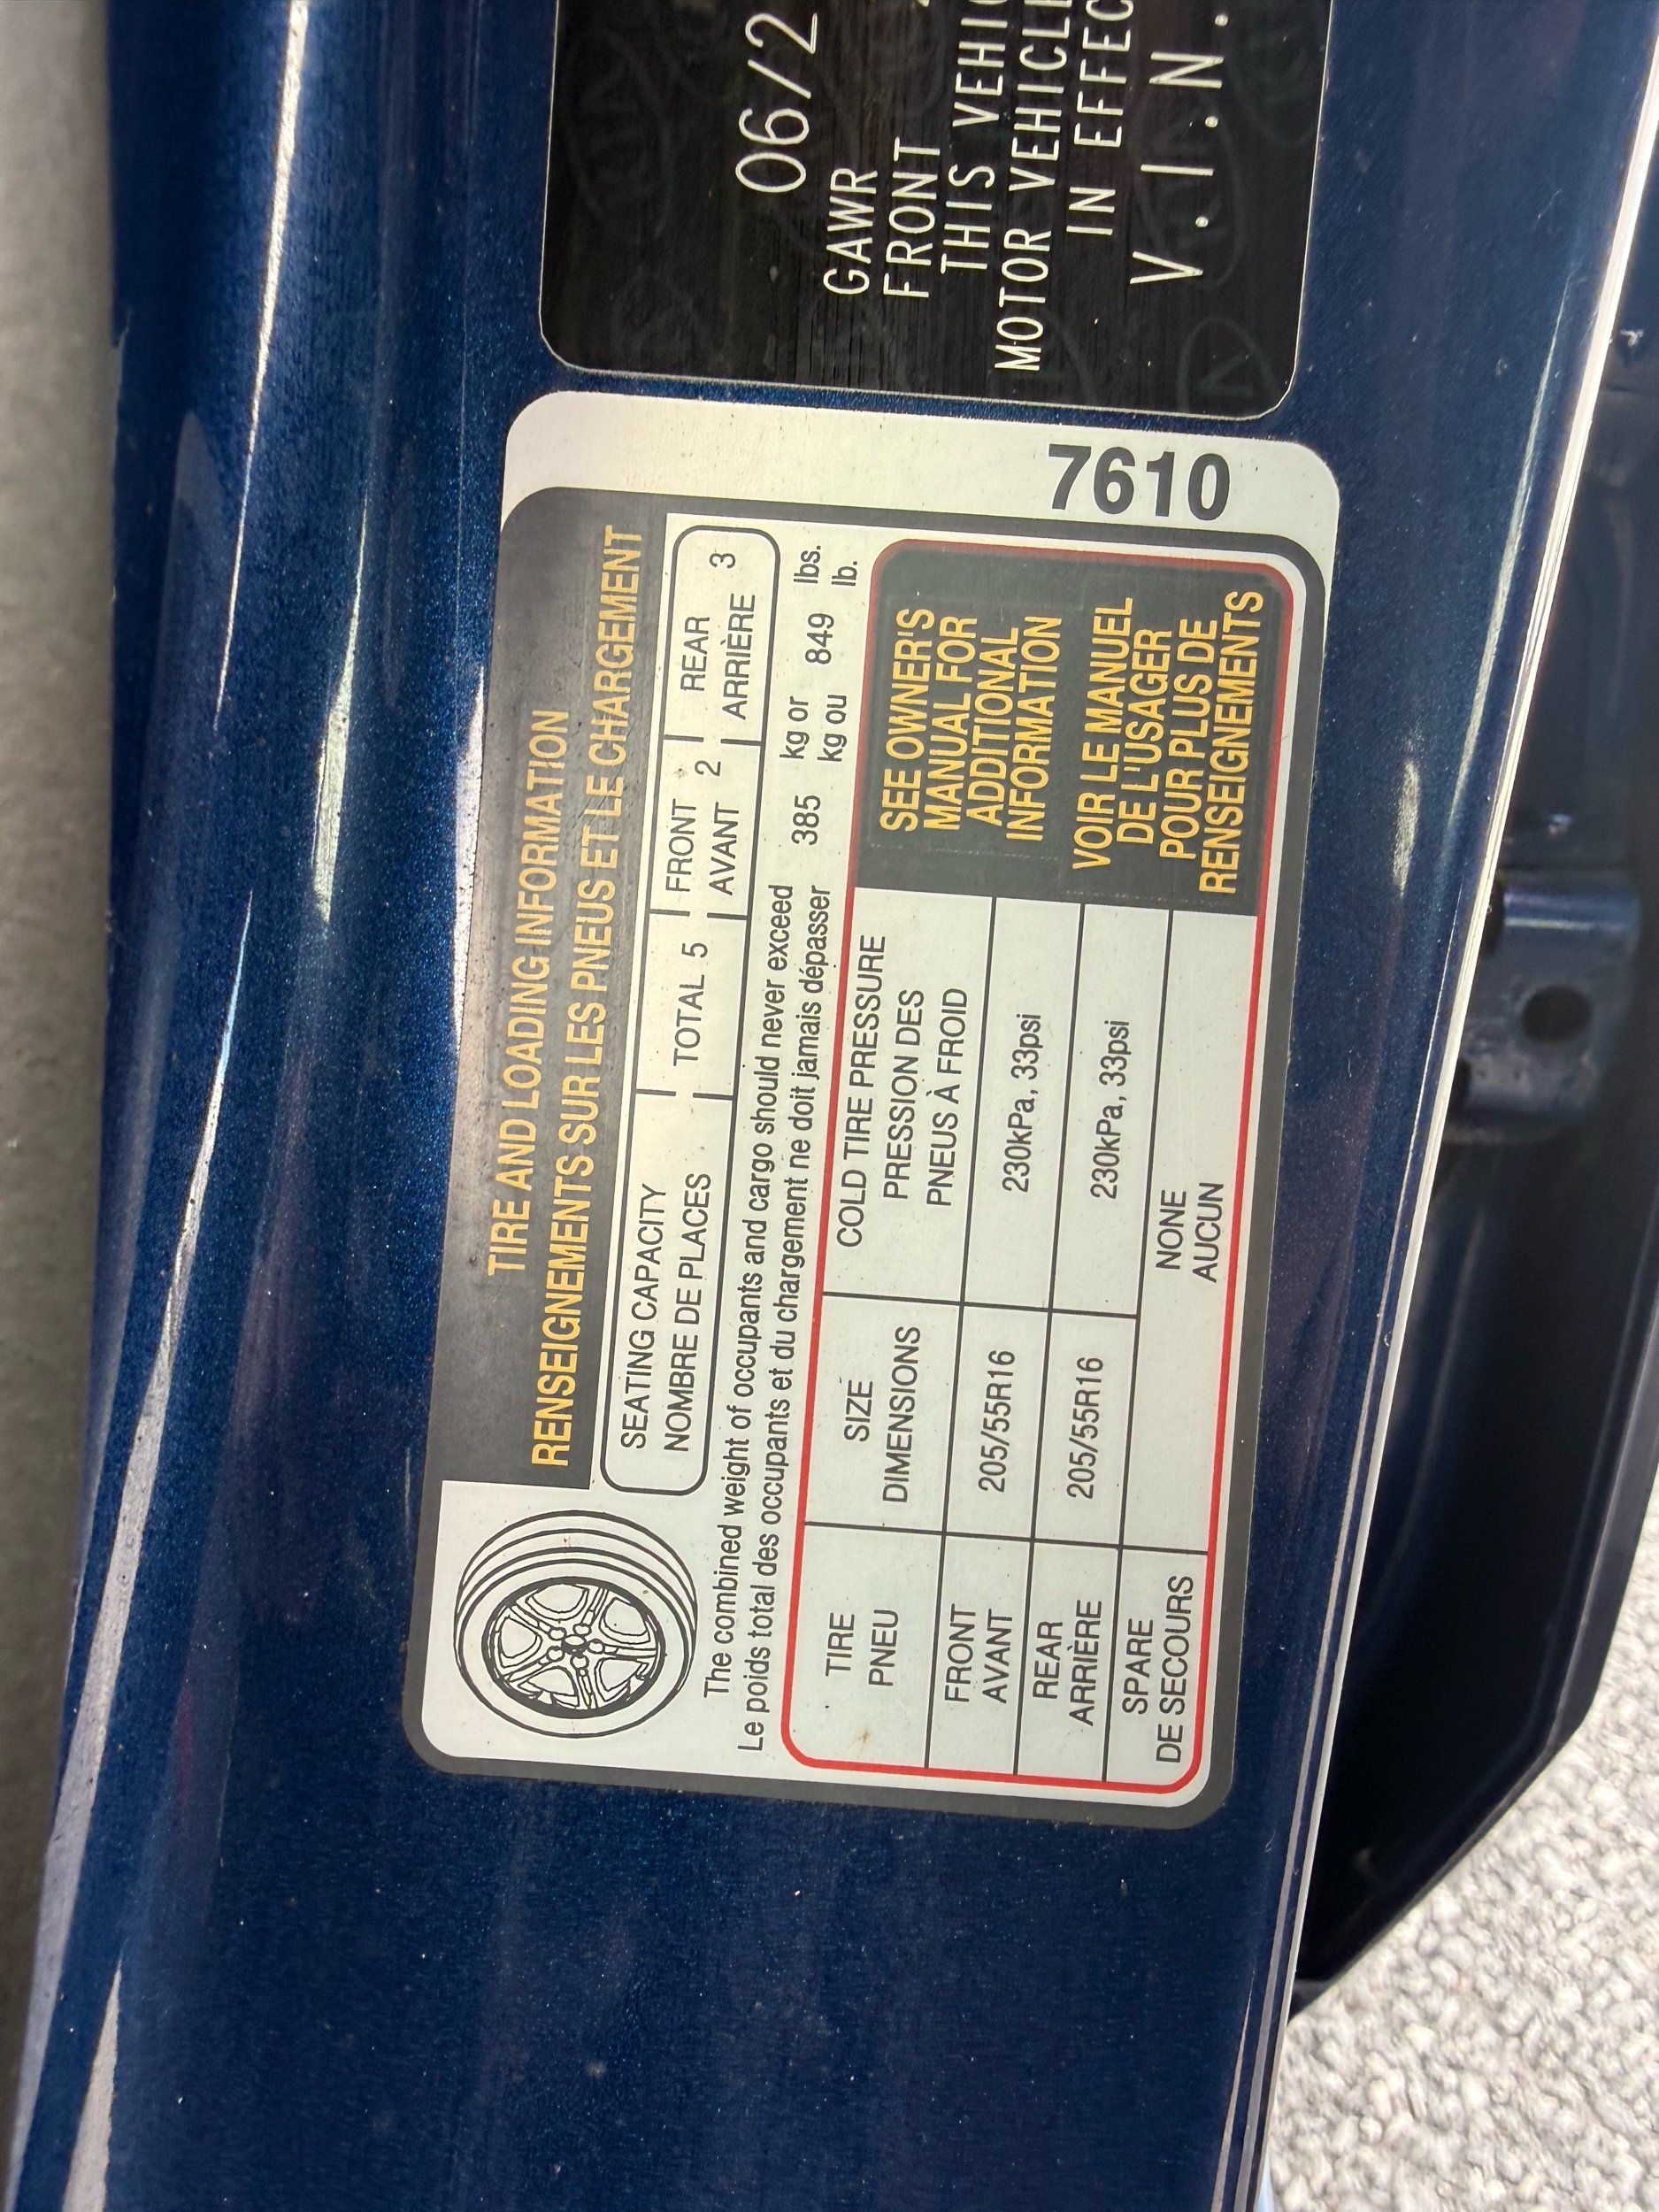 TIRE AND LOADING INFORMATION
RENSEIGNEMENTS SUR LES PNEUS ET LE CHARGEMENT
SEATING CAPACITY
NOMBRE DE PLACES
TOTAL 5
FRONT
AVANT 2
REAR
ARRIÈRE 3
The combined weight of occupants and cargo should never exceed 385 kg or 849 lbs.
Le poids total des occupants et du chargement ne doit jamais dépasser kg ou lb.
TIRE
PNEU
SIZE
DIMENSIONS
COLD TIRE PRESSURE
PRESSION DES
PNEUS À FROID
FRONT
AVANT
205/55R16
230kPa, 33psi
REAR
ARRIÈRE
205/55R16
230kPa, 33psi
SPARE
DE SECOURS
NONE
AUCUN
SEE OWNER'S
MANUAL FOR
ADDITIONAL
INFORMATION
VOIR LE MANUEL
DE L'USAGER
POUR PLUS DE
RENSEIGNEMENTS
7610
06/2
GAWR
FRONT
THIS VEHIC
MOTOR VEHICLE
IN EFFEC
V.I.N.